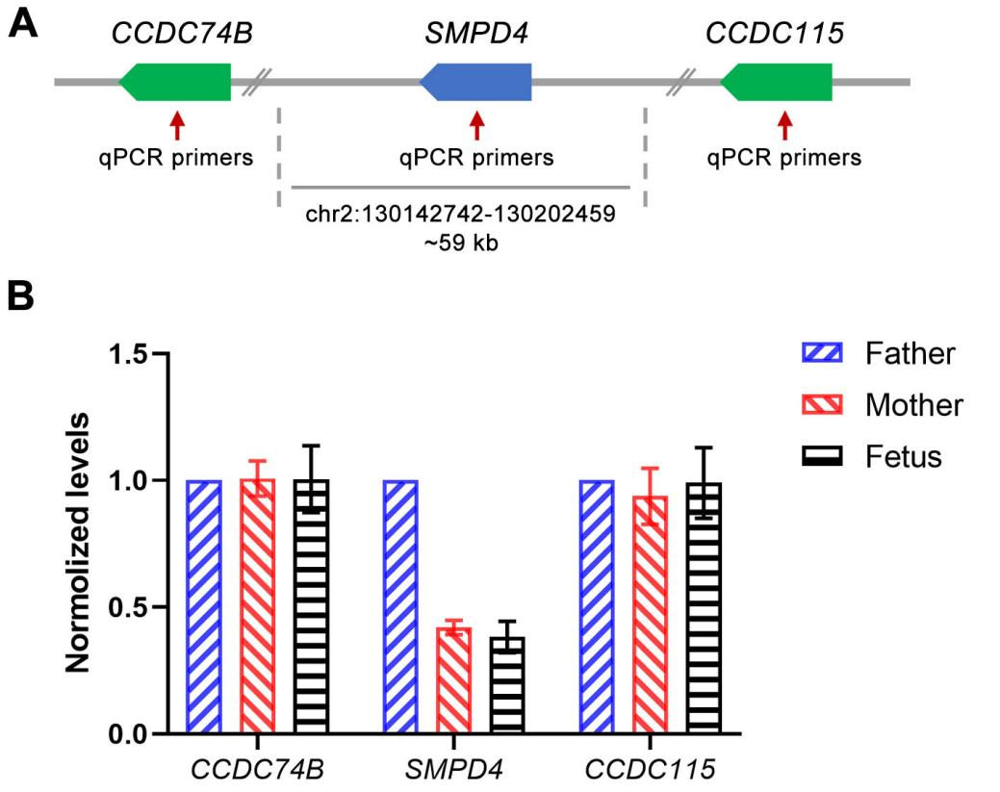 A
CCDC74B SMPD4 CCDC115
qPCR primers qPCR primers qPCR primers
chr2:130142742-130202459
~59 kb
B
Normolized levels
1.5
1.0
0.5
0.0
CCDC74B SMPD4 CCDC115
Father
Mother
Fetus